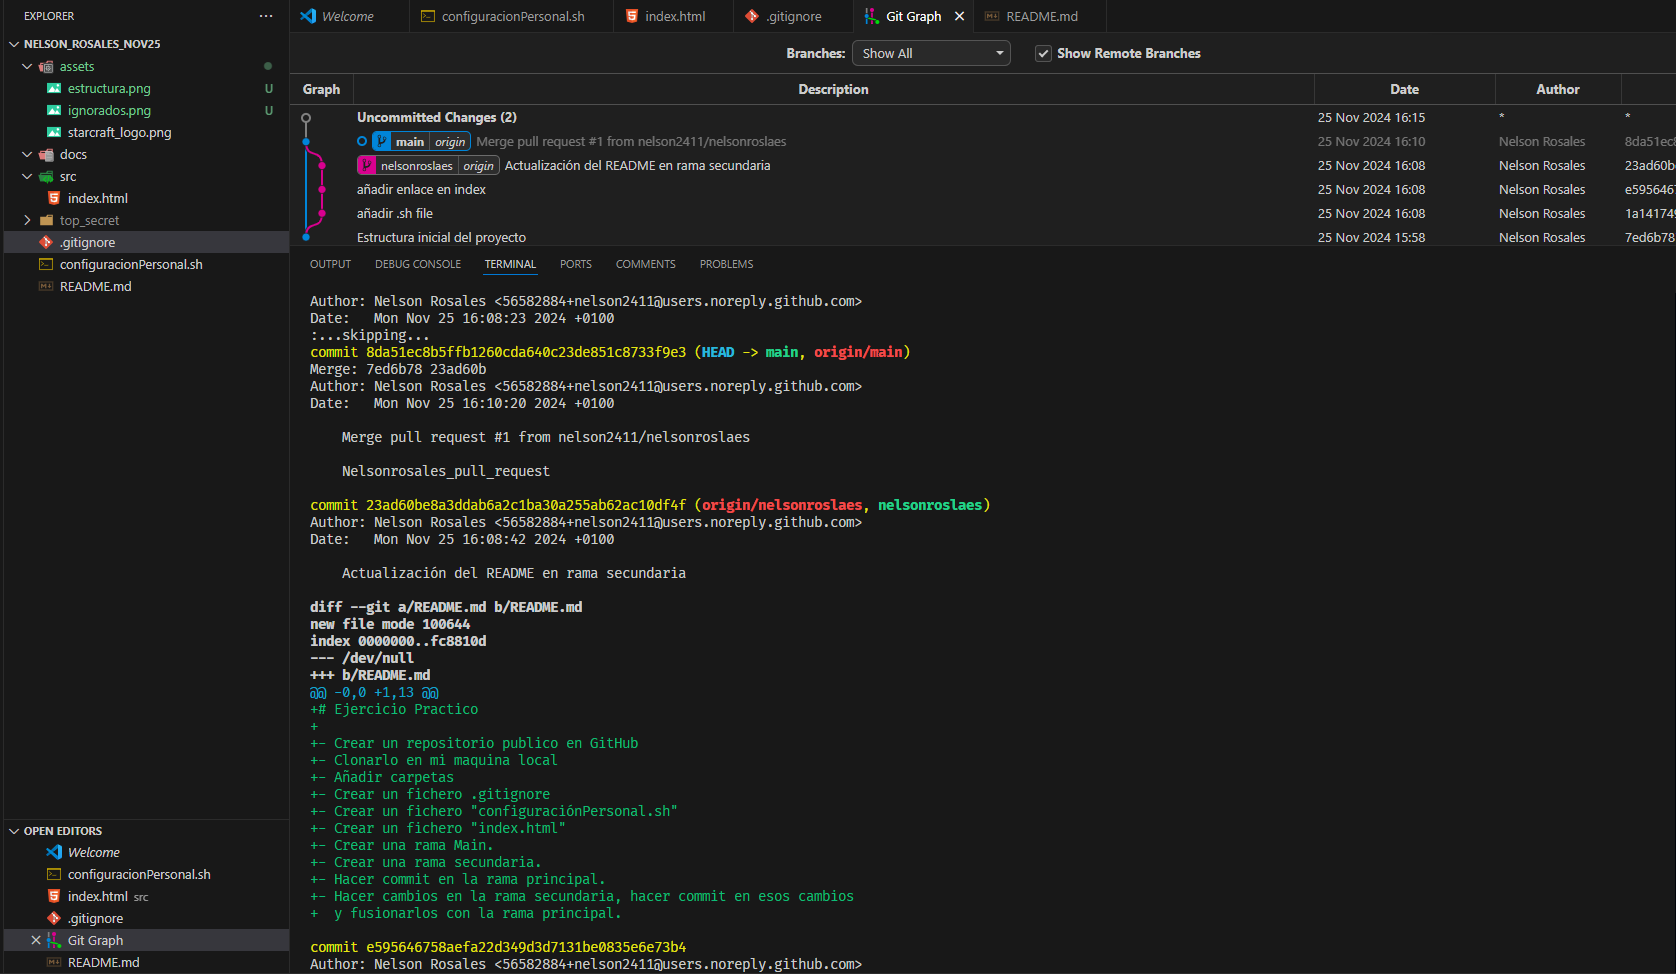 EXPLORER
NELSON_ROSALES_NOV25
assets
estructura.png U
ignorados.png U
starcraft_logo.png
docs
src
index.html
top_secret
.gitignore
configuracionPersonal.sh
README.md
OPEN EDITORS
Welcome
configuracionPersonal.sh
index.html src
.gitignore
Git Graph
README.md
Welcome configuracionPersonal.sh index.html .gitignore Git Graph README.md
Branches: Show All Show Remote Branches
Graph Description Date Author
Uncommitted Changes (2) 25 Nov 2024 16:15 * *
main origin Merge pull request #1 from nelson2411/nelsonroslaes 25 Nov 2024 16:10 Nelson Rosales 8da51ec8
nelsonroslaes origin Actualización del README en rama secundaria 25 Nov 2024 16:08 Nelson Rosales 23ad60b
añadir enlace en index 25 Nov 2024 16:08 Nelson Rosales e595646
añadir .sh file 25 Nov 2024 16:08 Nelson Rosales 1a14174
Estructura inicial del proyecto 25 Nov 2024 15:58 Nelson Rosales 7ed6b78
OUTPUT DEBUG CONSOLE TERMINAL PORTS COMMENTS PROBLEMS
Author: Nelson Rosales <56582884+nelson2411@users.noreply.github.com>
Date:   Mon Nov 25 16:08:23 2024 +0100
:...skipping...
commit 8da51ec8b5ffb1260cda640c23de851c8733f9e3 (HEAD -> main, origin/main)
Merge: 7ed6b78 23ad60b
Author: Nelson Rosales <56582884+nelson2411@users.noreply.github.com>
Date:   Mon Nov 25 16:10:20 2024 +0100
Merge pull request #1 from nelson2411/nelsonroslaes
Nelsonrosales_pull_request
commit 23ad60be8a3ddab6a2c1ba30a255ab62ac10df4f (origin/nelsonroslaes, nelsonroslaes)
Author: Nelson Rosales <56582884+nelson2411@users.noreply.github.com>
Date:   Mon Nov 25 16:08:42 2024 +0100
Actualización del README en rama secundaria
diff --git a/README.md b/README.md
new file mode 100644
index 0000000..fc8810d
--- /dev/null
+++ b/README.md
@@ -0,0 +1,13 @@
+# Ejercicio Practico
+
+- Crear un repositorio publico en GitHub
+- Clonarlo en mi maquina local
+- Añadir carpetas
+- Crear un fichero .gitignore
+- Crear un fichero "configuraciónPersonal.sh"
+- Crear un fichero "index.html"
+- Crear una rama Main.
+- Crear una rama secundaria.
+- Hacer commit en la rama principal.
+- Hacer cambios en la rama secundaria, hacer commit en esos cambios
+  y fusionarlos con la rama principal.
commit e595646758aefa22d349d3d7131be0835e6e73b4
Author: Nelson Rosales <56582884+nelson2411@users.noreply.github.com>